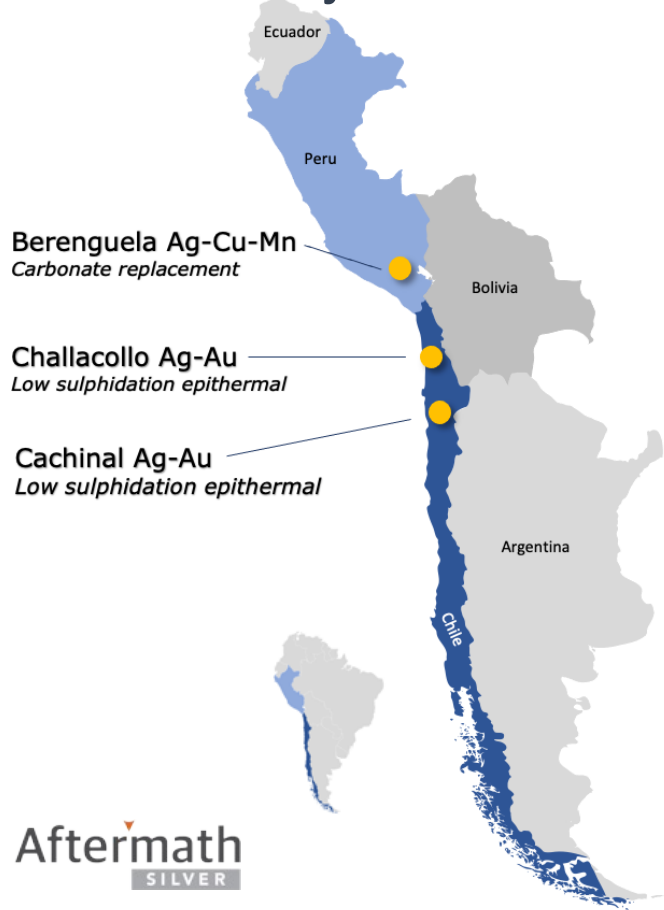 Ecuador
Peru
Berenguela Ag-Cu-Mn
Carbonate replacement
Bolivia
Challacollo Ag-Au
Low sulphidation epithermal
Cachinal Ag-Au
Low sulphidation epithermal
Argentina
Chile
Aftermath
SILVER